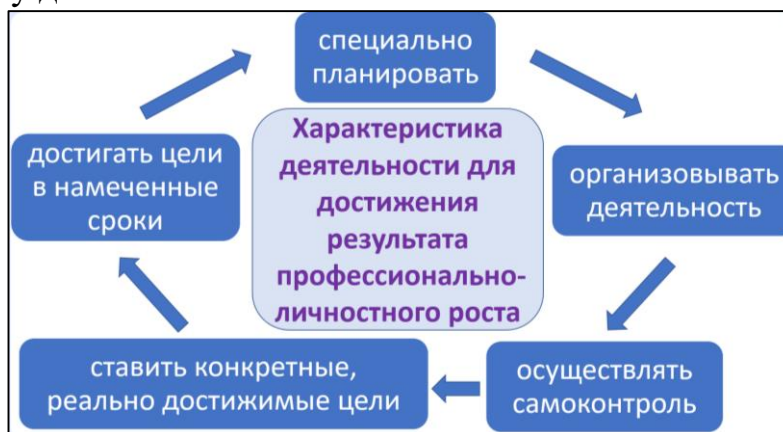 специально
планировать
Характеристика
деятельности для
достижения
результата
профессионально-
личностного роста
организовывать
деятельность
осуществлять
самоконтроль
ставить конкретные,
реально достижимые цели
достигать цели
в намеченные
сроки